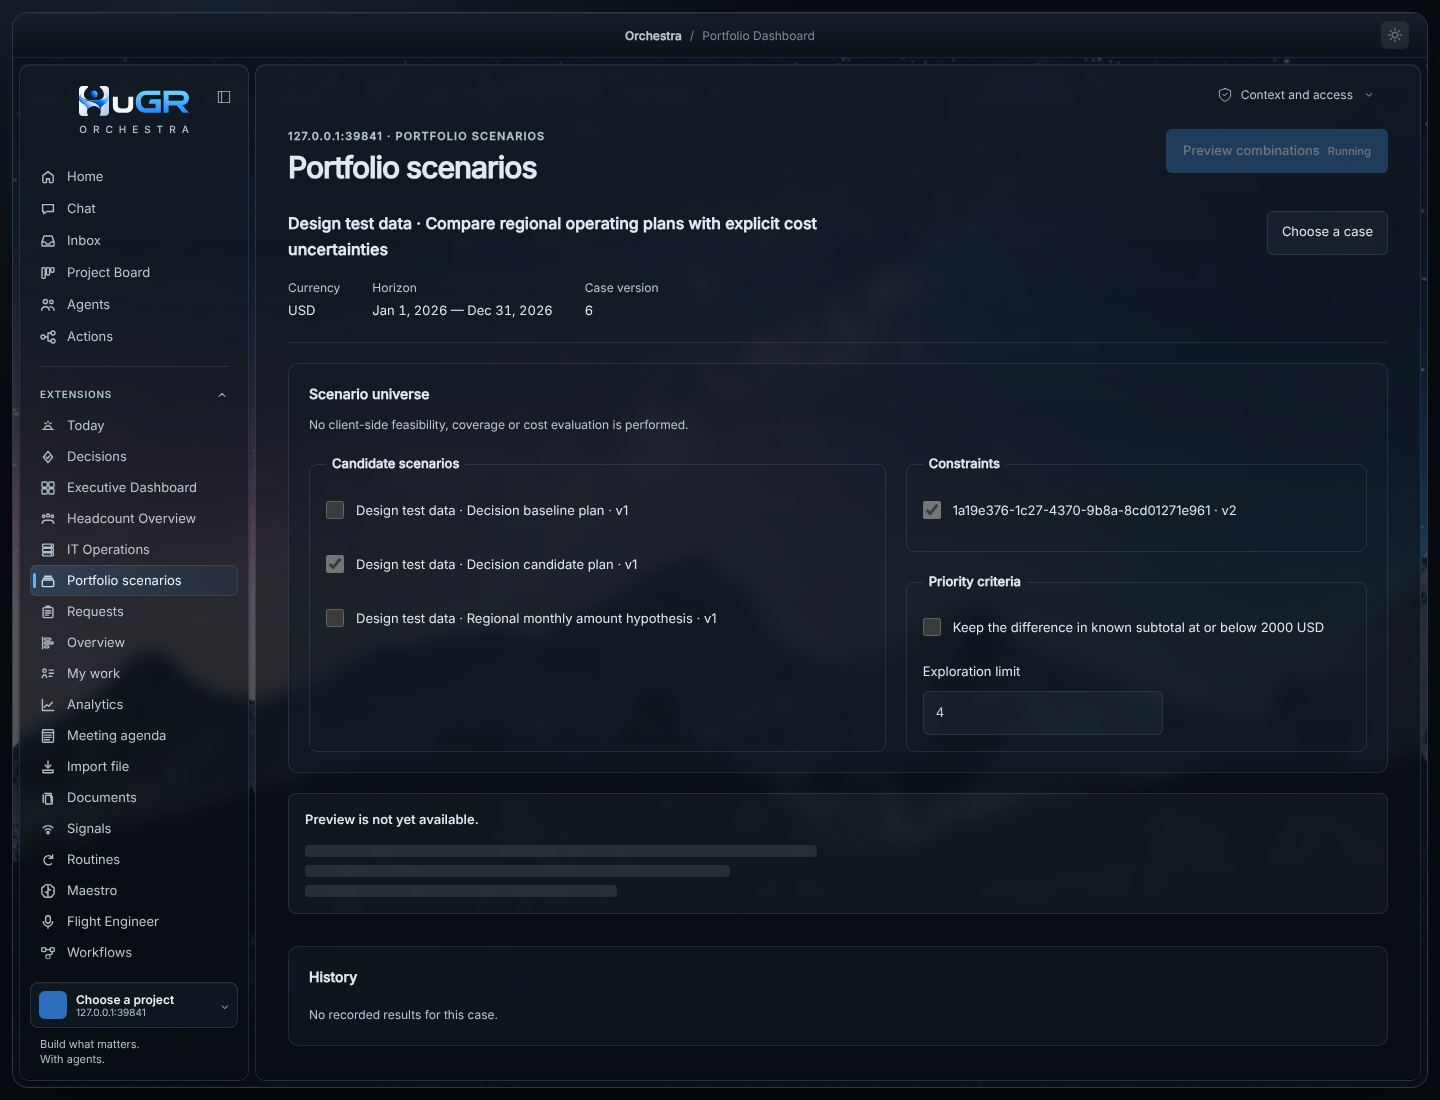 Orchestra / Portfolio Dashboard
HuGR
ORCHESTRA
Home
Chat
Inbox
Project Board
Agents
Actions
EXTENSIONS
Today
Decisions
Executive Dashboard
Headcount Overview
IT Operations
Portfolio scenarios
Requests
Overview
My work
Analytics
Meeting agenda
Import file
Documents
Signals
Routines
Maestro
Flight Engineer
Workflows
Choose a project
127.0.0.1:39841
Build what matters.
With agents.
Context and access
127.0.0.1:39841 · PORTFOLIO SCENARIOS
Portfolio scenarios
Preview combinations Running
Design test data · Compare regional operating plans with explicit cost
uncertainties
Choose a case
Currency Horizon Case version
USD Jan 1, 2026 — Dec 31, 2026 6
Scenario universe
No client-side feasibility, coverage or cost evaluation is performed.
Candidate scenarios
Design test data · Decision baseline plan · v1
Design test data · Decision candidate plan · v1
Design test data · Regional monthly amount hypothesis · v1
Constraints
1a19e376-1c27-4370-9b8a-8cd01271e961 · v2
Priority criteria
Keep the difference in known subtotal at or below 2000 USD
Exploration limit
4
Preview is not yet available.
History
No recorded results for this case.